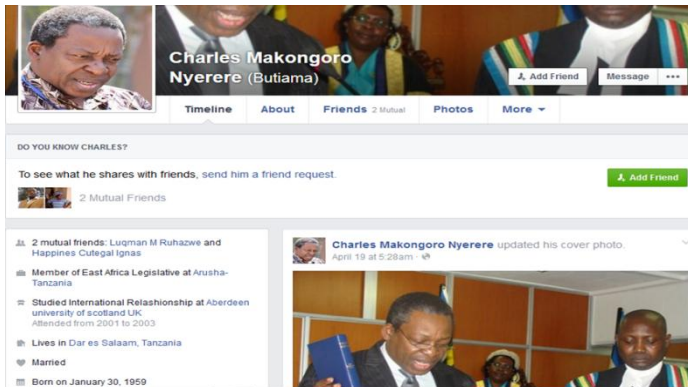 Charles Makongoro
Nyerere (Butiama)
Add Friend
Message
Timeline
About
Friends 2 Mutual
Photos
More
DO YOU KNOW CHARLES?
To see what he shares with friends, send him a friend request.
Add Friend
2 Mutual Friends
2 mutual friends: Luqman M Ruhazwe and
Happines Cutegal Ignas
Member of East Africa Legislative at Arusha-
Tanzania
Studied International Relashionship at Aberdeen
university of scotland UK
Attended from 2001 to 2003
Lives in Dar es Salaam, Tanzania
Married
Born on January 30, 1959
Charles Makongoro Nyerere updated his cover photo.
April 19 at 5:28am ·